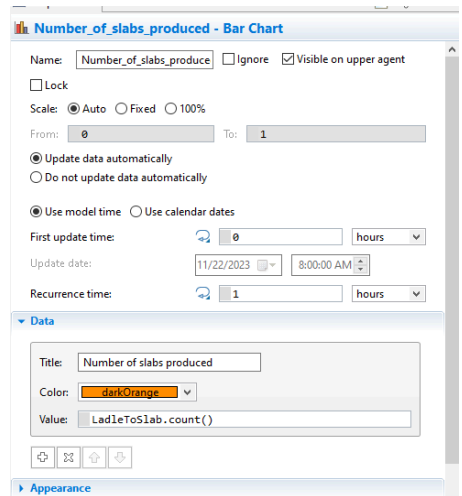 Number_of_slabs_produced - Bar Chart
Name: Number_of_slabs_produce Ignore Visible on upper agent
Lock
Scale: Auto Fixed 100%
From: 0 To: 1
Update data automatically
Do not update data automatically
Use model time Use calendar dates
First update time: 0 hours
Update date: 11/22/2023 8:00:00 AM
Recurrence time: 1 hours
Data
Title: Number of slabs produced
Color: darkOrange
Value: LadleToSlab.count()
Appearance